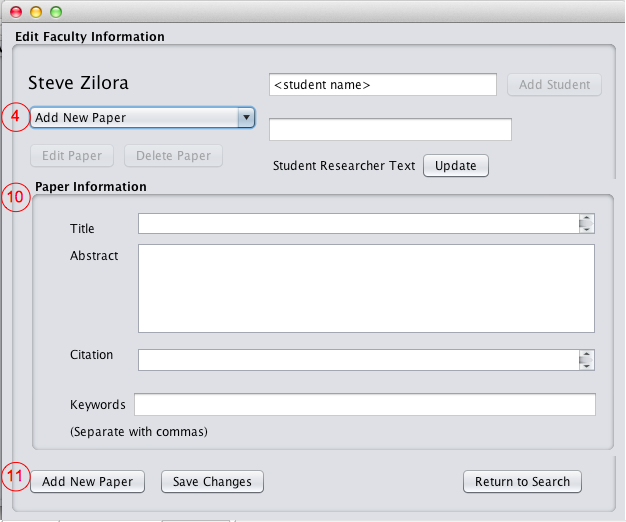 Edit Faculty Information
Steve Zilora
<student name>
Add Student
4
Add New Paper
Edit Paper
Delete Paper
Student Researcher Text
Update
Paper Information
10
Title
Abstract
Citation
Keywords
(Separate with commas)
11
Add New Paper
Save Changes
Return to Search